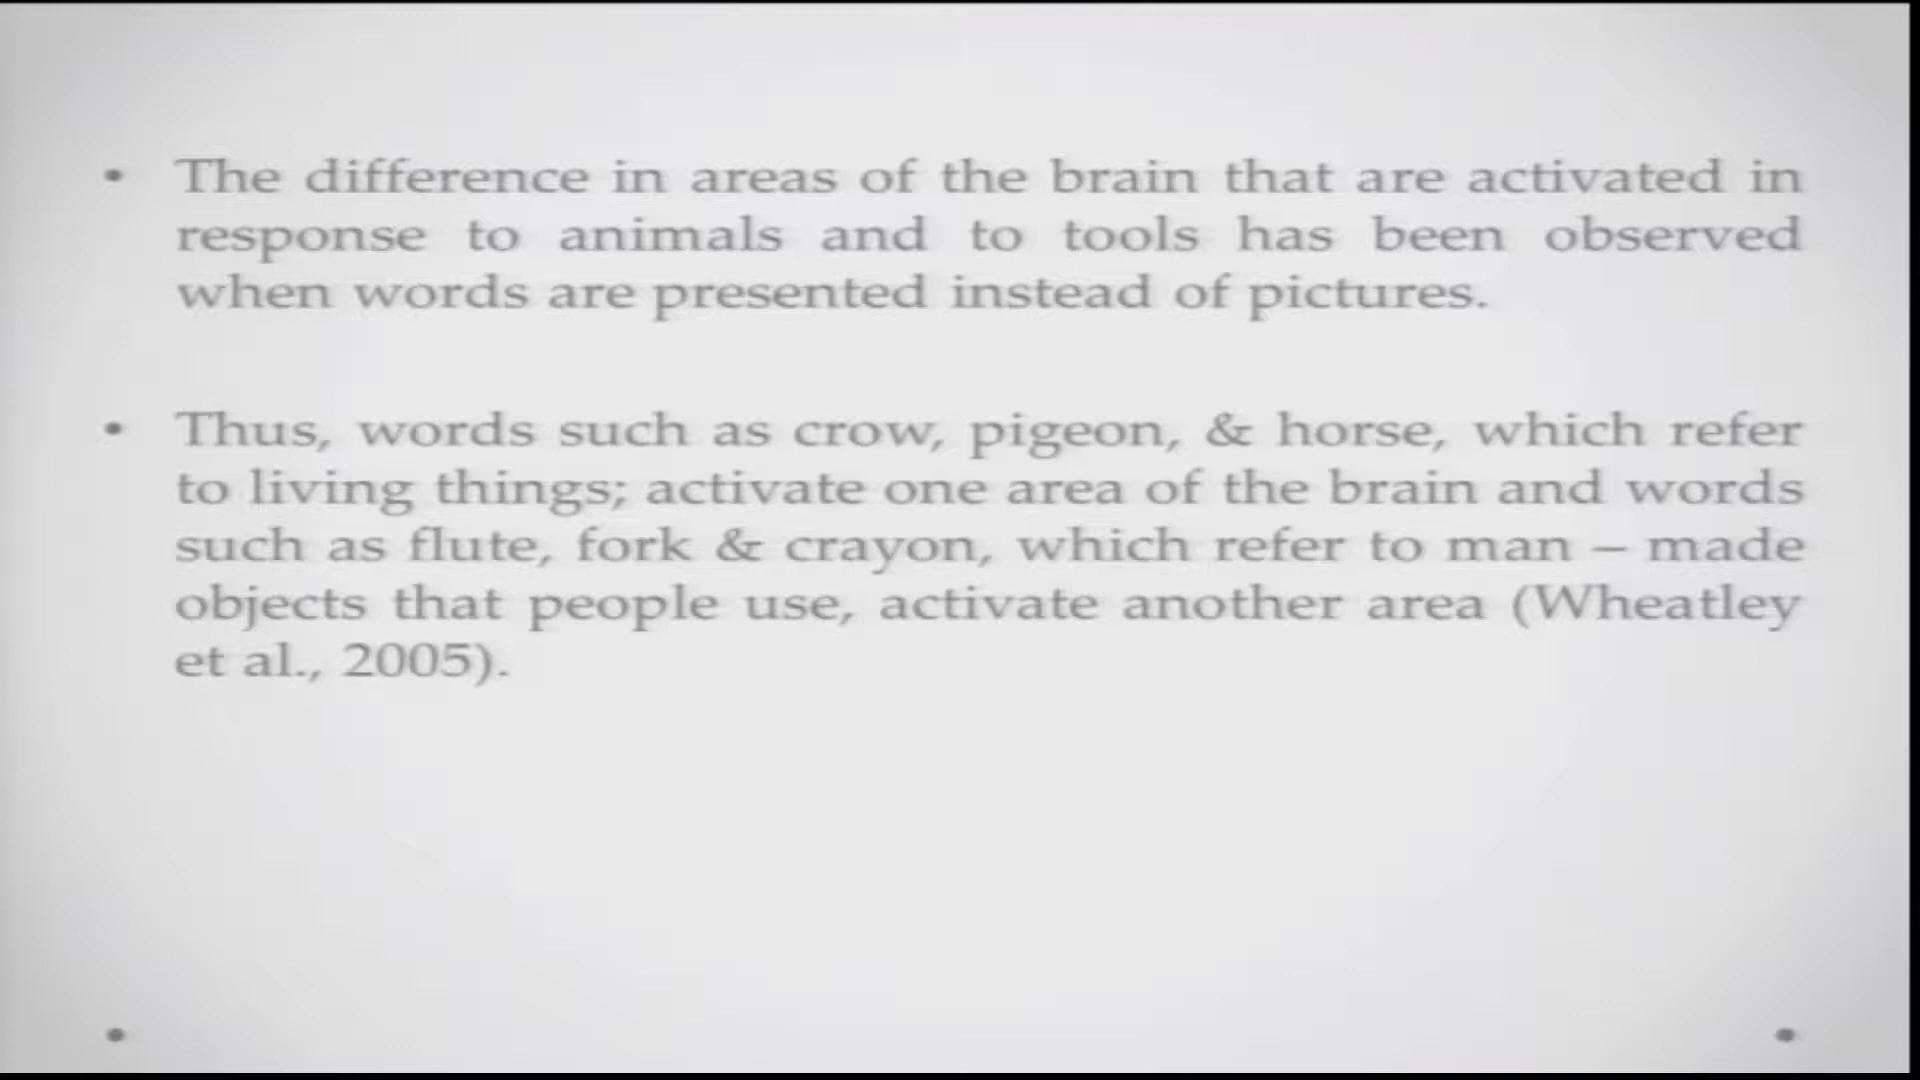 • The difference in areas of the brain that are activated in
response to animals and to tools has been observed
when words are presented instead of pictures.
• Thus, words such as crow, pigeon, & horse, which refer
to living things; activate one area of the brain and words
such as flute, fork & crayon, which refer to man – made
objects that people use, activate another area (Wheatley
et al., 2005).